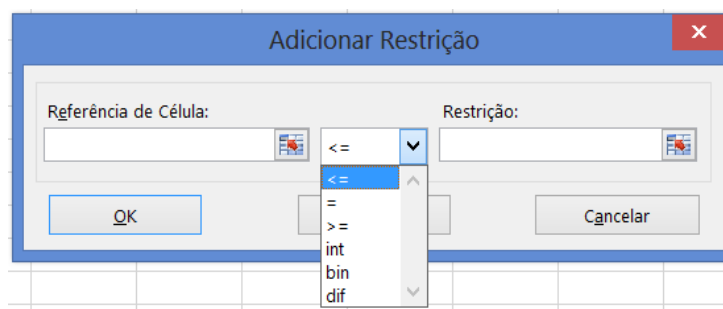 Adicionar Restrição
Referência de Célula:
Restrição:
<=
<=
=
>=
int
bin
dif
OK
Cancelar